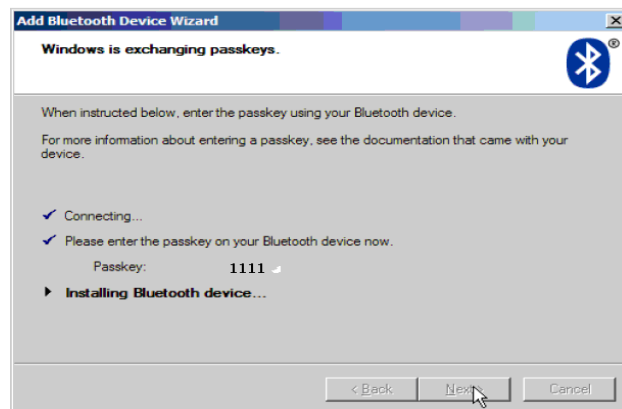 Add Bluetooth Device Wizard
Windows is exchanging passkeys.
When instructed below, enter the passkey using your Bluetooth device.
For more information about entering a passkey, see the documentation that came with your
device.
Connecting...
Please enter the passkey on your Bluetooth device now.
Passkey: 1111
Installing Bluetooth device...
< Back Next > Cancel